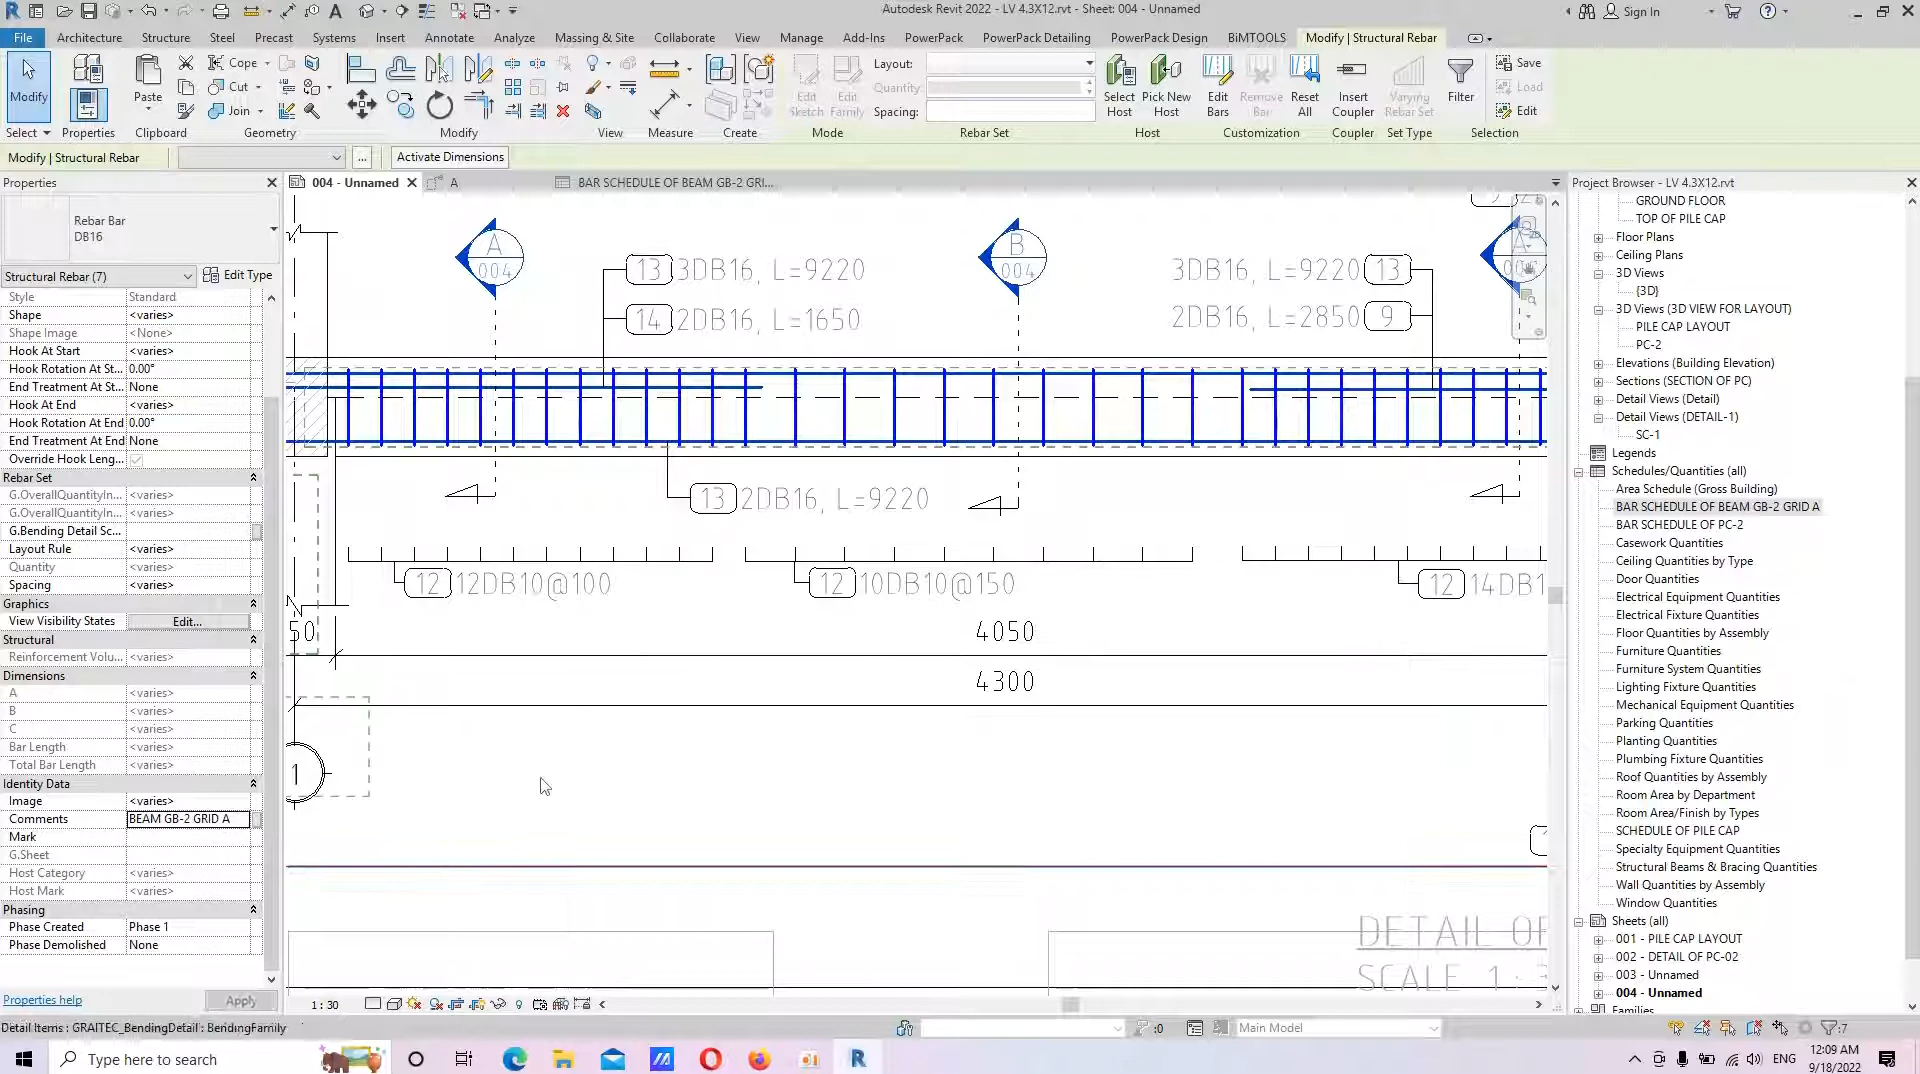 Autodesk Revit 2022 - LV 4.3X12.rvt - Sheet: 004 - Unnamed
Sign In
File Architecture Structure Steel Precast Systems Insert Annotate Analyze Massing & Site Collaborate View Manage Add-Ins PowerPack PowerPack Detailing PowerPack Design BiMTOOLS Modify | Structural Rebar
Modify
Paste
Cope
Cut
Join
Edit Sketch
Edit Family
Layout:
Quantity:
Spacing:
Select Host
Pick New Host
Edit Bars
Remove Bar
Reset All
Insert Coupler
Varying Rebar Set
Filter
Save
Load
Edit
Select Properties Clipboard Geometry Modify View Measure Create Mode Rebar Set Host Customization Coupler Set Type Selection
Modify | Structural Rebar
...
Activate Dimensions
Properties
Rebar Bar
DB16
Structural Rebar (7)
Edit Type
Style Standard
Shape <varies>
Shape Image <None>
Hook At Start <varies>
Hook Rotation At St... 0.00°
End Treatment At St... None
Hook At End <varies>
Hook Rotation At End 0.00°
End Treatment At End None
Override Hook Leng...
Rebar Set
G.OverallQuantityIn... <varies>
G.OverallQuantityIn... <varies>
G.Bending Detail Sc...
Layout Rule <varies>
Quantity <varies>
Spacing <varies>
Graphics
View Visibility States Edit...
Structural
Reinforcement Volu... <varies>
Dimensions
A <varies>
B <varies>
C <varies>
Bar Length <varies>
Total Bar Length <varies>
Identity Data
Image <varies>
Comments BEAM GB-2 GRID A
Mark
G.Sheet
Host Category <varies>
Host Mark <varies>
Phasing
Phase Created Phase 1
Phase Demolished None
Properties help
Apply
004 - Unnamed
A
BAR SCHEDULE OF BEAM GB-2 GRI...
A
004
B
004
13 3DB16, L=9220
14 2DB16, L=1650
3DB16, L=9220 13
2DB16, L=2850 9
13 2DB16, L=9220
12 12DB10@100
12 10DB10@150
12 14DB1
50
4050
4300
1
DETAIL OF
SCALE 1 : 3
1 : 30
Project Browser - LV 4.3X12.rvt
GROUND FLOOR
TOP OF PILE CAP
Floor Plans
Ceiling Plans
3D Views
{3D}
3D Views (3D VIEW FOR LAYOUT)
PILE CAP LAYOUT
PC-2
Elevations (Building Elevation)
Sections (SECTION OF PC)
Detail Views (Detail)
Detail Views (DETAIL-1)
SC-1
Legends
Schedules/Quantities (all)
Area Schedule (Gross Building)
BAR SCHEDULE OF BEAM GB-2 GRID A
BAR SCHEDULE OF PC-2
Casework Quantities
Ceiling Quantities by Type
Door Quantities
Electrical Equipment Quantities
Electrical Fixture Quantities
Floor Quantities by Assembly
Furniture Quantities
Furniture System Quantities
Lighting Fixture Quantities
Mechanical Equipment Quantities
Parking Quantities
Planting Quantities
Plumbing Fixture Quantities
Roof Quantities by Assembly
Room Area by Department
Room Area/Finish by Types
SCHEDULE OF PILE CAP
Specialty Equipment Quantities
Structural Beams & Bracing Quantities
Wall Quantities by Assembly
Window Quantities
Sheets (all)
001 - PILE CAP LAYOUT
002 - DETAIL OF PC-02
003 - Unnamed
004 - Unnamed
Families
Detail Items : GRAITEC_BendingDetail : BendingFamily
:0
Main Model
:7
Type here to search
ENG
12:09 AM
9/18/2022